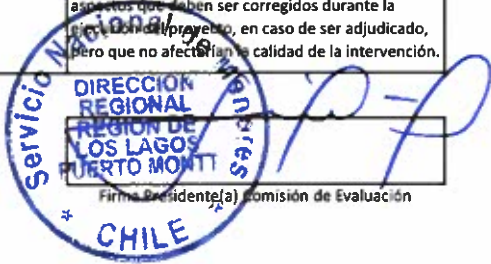 aspectos que deben ser corregidos durante la
ejecución del proyecto, en caso de ser adjudicado,
pero que no afectarían la calidad de la intervención.
Servicio Nacional de Menores
DIRECCION
REGIONAL
REGION DE
LOS LAGOS
PUERTO MONTT
* CHILE *
Firma Presidente(a) Comisión de Evaluación